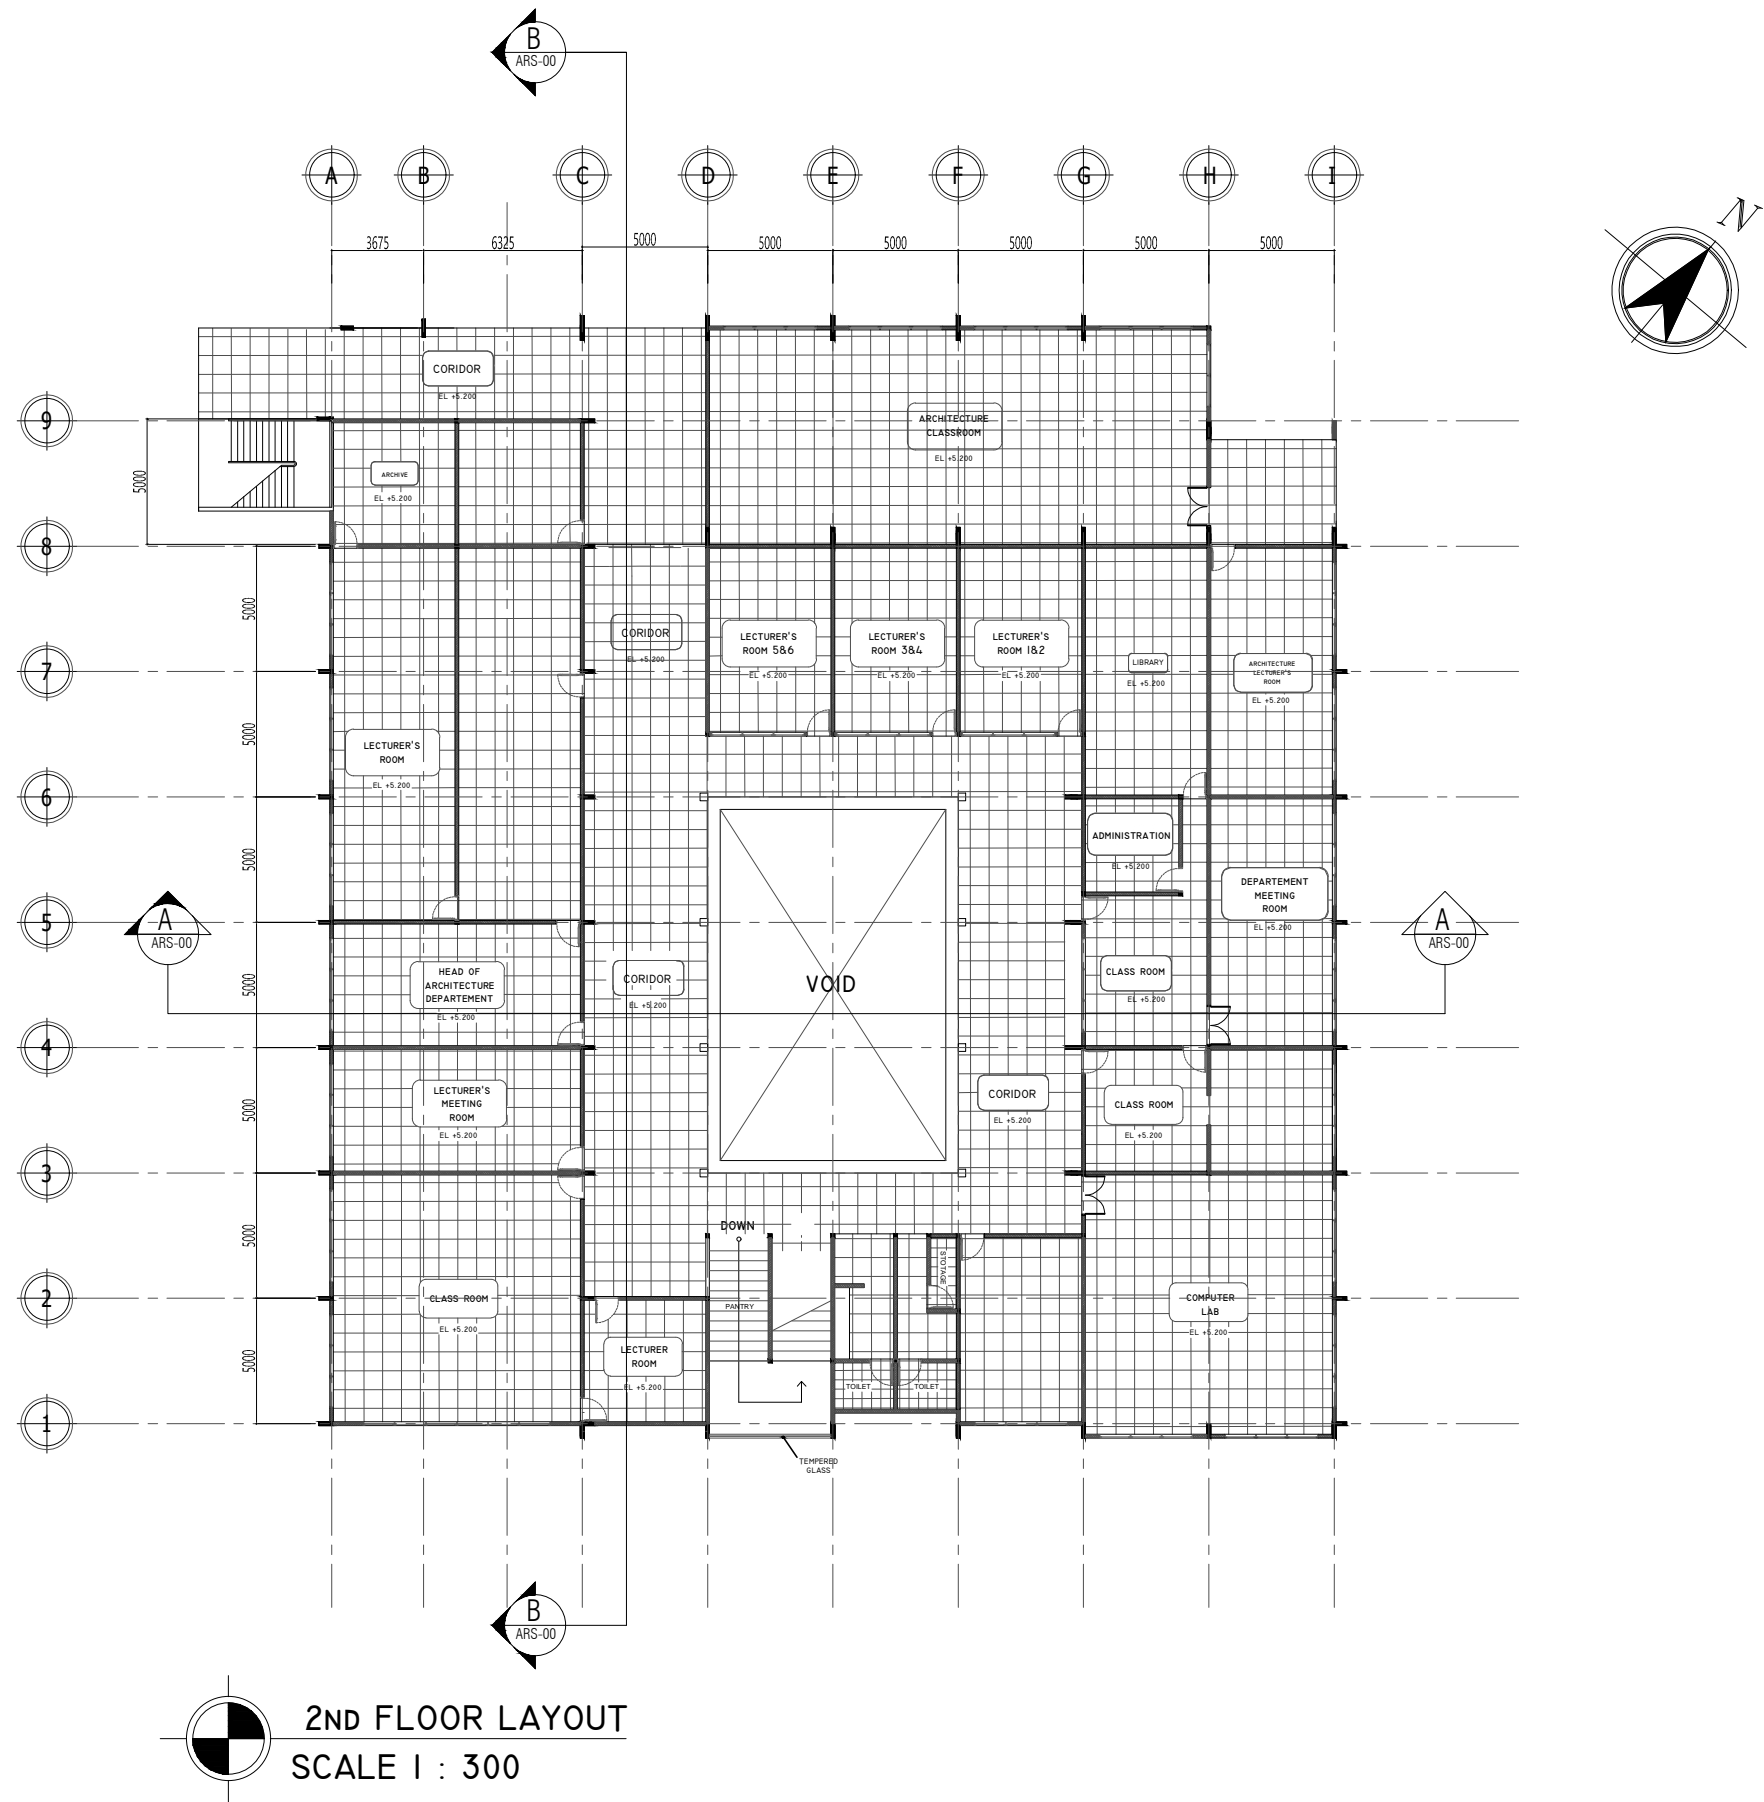 B
ARS-00
N
A
B
C
D
E
F
G
H
I
3675
6325
5000
5000
5000
5000
5000
5000
CORIDOR
EL +5.200
9
ARCHITECTURE
CLASSROOM
EL +5.200
5000
ARCHIVE
EL +5.200
8
5000
CORIDOR
EL +5.200
LECTURER'S
ROOM 5&6
EL +5.200
LECTURER'S
ROOM 3&4
EL +5.200
LECTURER'S
ROOM 1&2
EL +5.200
LIBRARY
EL +5.200
ARCHITECTURE
LECTURER'S
ROOM
EL +5.200
7
5000
LECTURER'S
ROOM
EL +5.200
6
5000
ADMINISTRATION
EL +5.200
DEPARTEMENT
MEETING
ROOM
EL +5.200
5
A
ARS-00
A
ARS-00
5000
HEAD OF
ARCHITECTURE
DEPARTEMENT
EL +5.200
CORIDOR
EL +5.200
VOID
CLASS ROOM
EL +5.200
4
5000
LECTURER'S
MEETING
ROOM
EL +5.200
CORIDOR
CLASS ROOM
EL +5.200
3
5000
DOWN
STOTAGE
2
CLASS ROOM
EL +5.200
PANTRY
COMPUTER
LAB
EL +5.200
5000
LECTURER
ROOM
EL +5.200
TOILET
TOILET
1
TEMPERED
GLASS
B
ARS-00
2ND FLOOR LAYOUT
SCALE 1 : 300